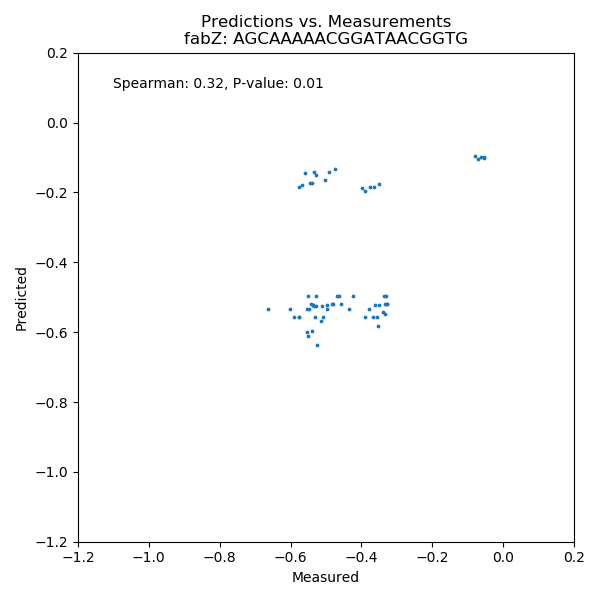 Predictions vs. Measurements
fabZ: AGCAAAAACGGATAACGGTG
Spearman: 0.32, P-value: 0.01
0.2
0.0
−0.2
−0.4
−0.6
−0.8
−1.0
−1.2
Predicted
−1.2 −1.0 −0.8 −0.6 −0.4 −0.2 0.0 0.2
Measured